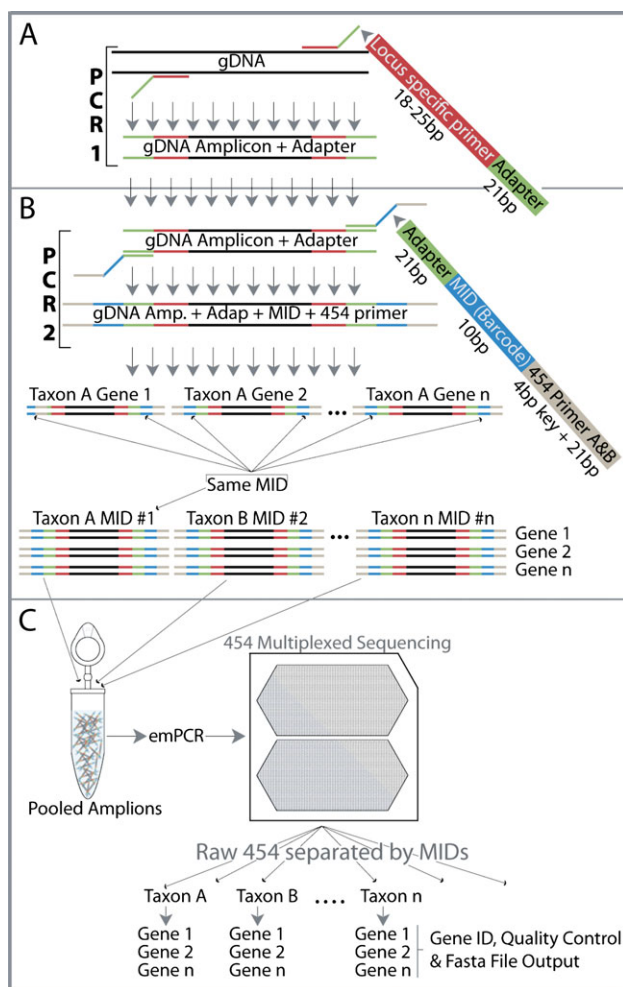 A
PCR1
gDNA
Locus specific primer
Adapter
18-25bp
21bp
gDNA Amplicon + Adapter
B
PCR2
gDNA Amplicon + Adapter
Adapter
MID (Barcode)
454 Primer A&B
21bp
10bp
4bp key + 21bp
gDNA Amp. + Adap + MID + 454 primer
Taxon A Gene 1
Taxon A Gene 2
...
Taxon A Gene n
Same MID
Taxon A MID #1
Taxon B MID #2
...
Taxon n MID #n
Gene 1
Gene 2
Gene n
C
454 Multiplexed Sequencing
emPCR
Pooled Amplions
Raw 454 separated by MIDs
Taxon A
Taxon B
....
Taxon n
Gene 1
Gene 2
Gene n
Gene 1
Gene 2
Gene n
Gene 1
Gene 2
Gene n
Gene ID, Quality Control
& Fasta File Output